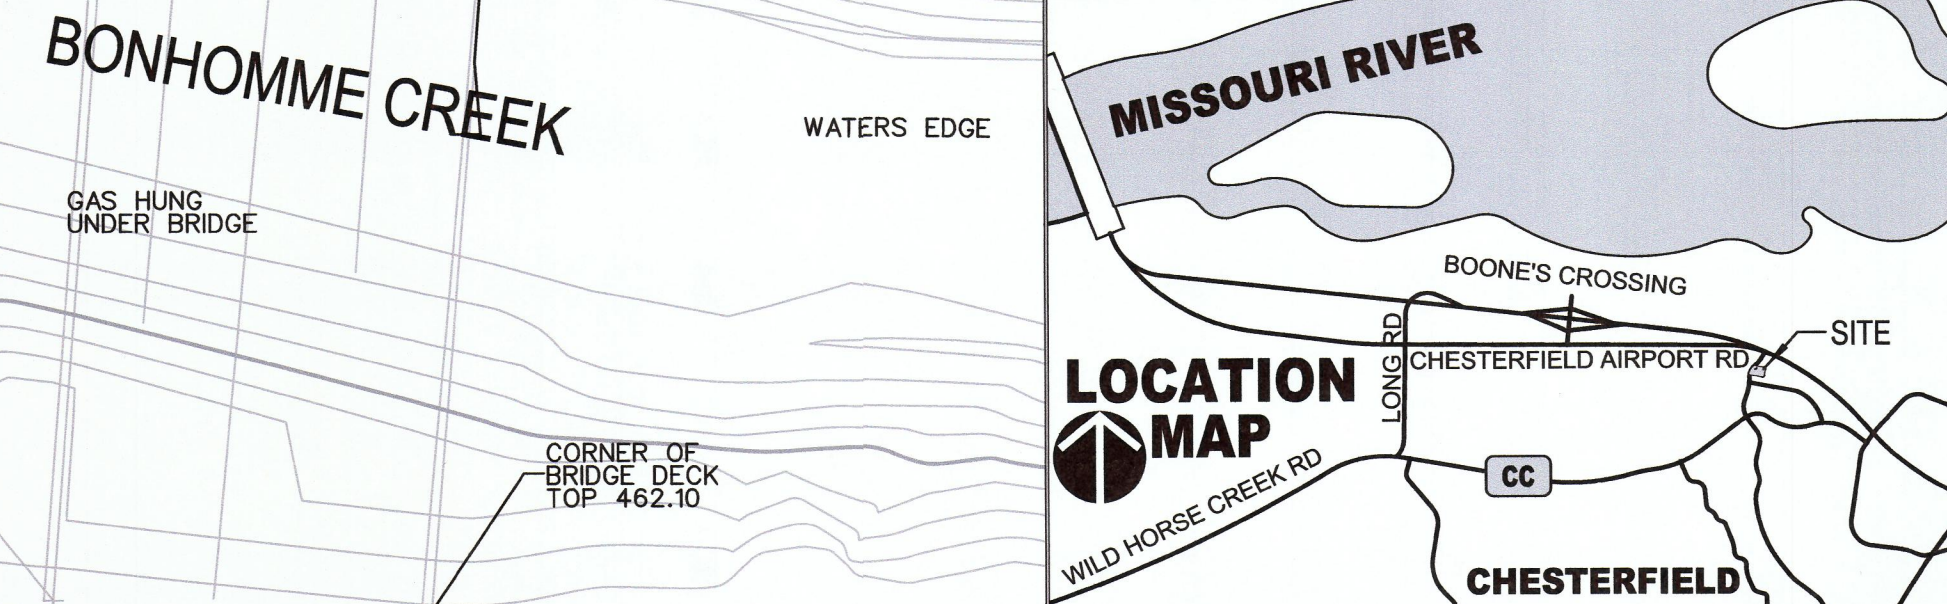 BONHOMME CREEK
WATERS EDGE
GAS HUNG
UNDER BRIDGE
CORNER OF
BRIDGE DECK
TOP 462.10
MISSOURI RIVER
BOONE'S CROSSING
SITE
LONG RD
CHESTERFIELD AIRPORT RD
LOCATION
MAP
WILD HORSE CREEK RD
CC
CHESTERFIELD